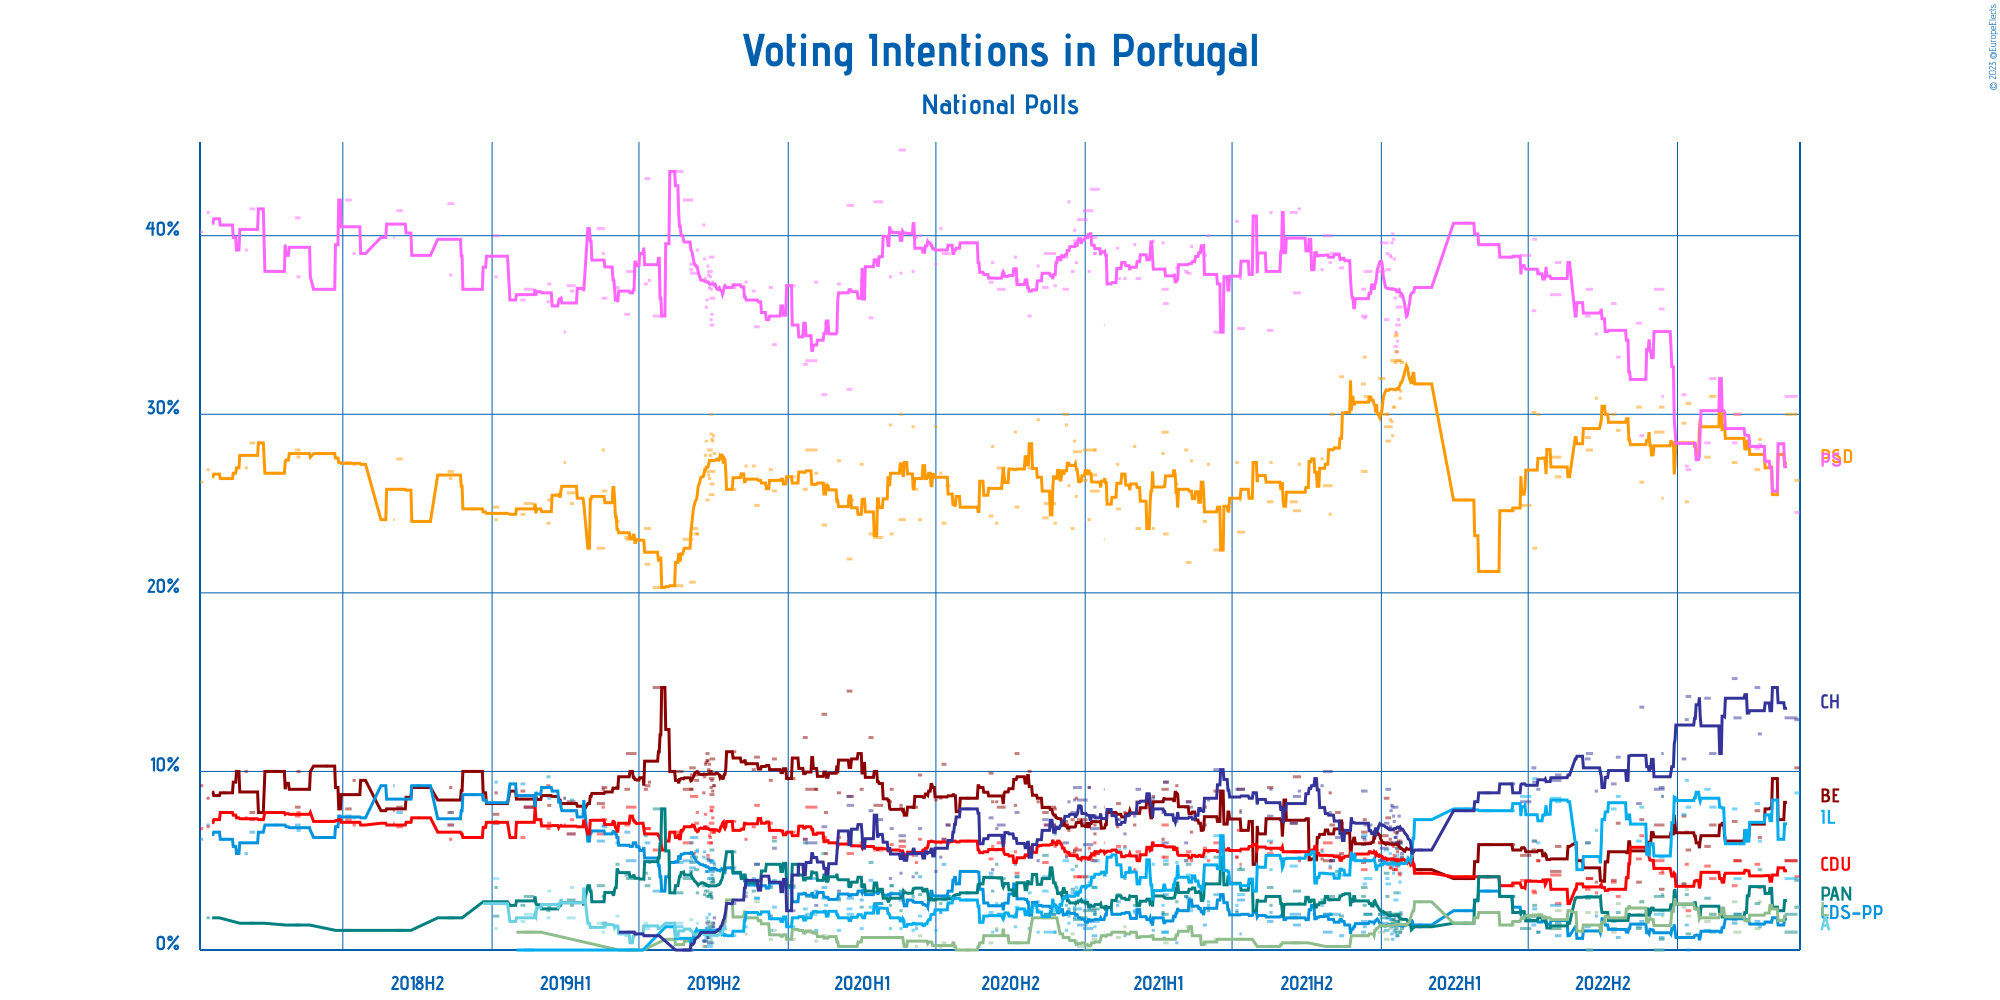 Voting Intentions in Portugal
National Polls
© 2023 @EuropeElects
40%
30%
20%
10%
0%
PSD
PS
CH
BE
IL
CDU
PAN
L
CDS-PP
A
2018H2
2019H1
2019H2
2020H1
2020H2
2021H1
2021H2
2022H1
2022H2